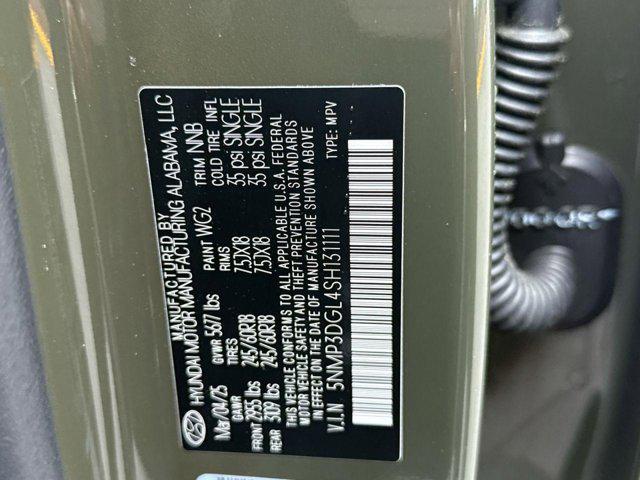 MANUFACTURED BY
HYUNDAI MOTOR MANUFACTURING ALABAMA, LLC
Mar/04/25 GVWR 5677 lbs PAINT WG2 TRIM NNB
GAWR TIRES RIMS COLD TIRE INFL
FRONT 2955 lbs 245/60R18 7.5JX18 35 psi SINGLE
REAR 3109 lbs 245/60R18 7.5JX18 35 psi SINGLE
THIS VEHICLE CONFORMS TO ALL APPLICABLE U.S.A. FEDERAL
MOTOR VEHICLE SAFETY AND THEFT PREVENTION STANDARDS
IN EFFECT ON THE DATE OF MANUFACTURE SHOWN ABOVE
V.I.N 5NMP3DGL4SH131111 TYPE: MPV